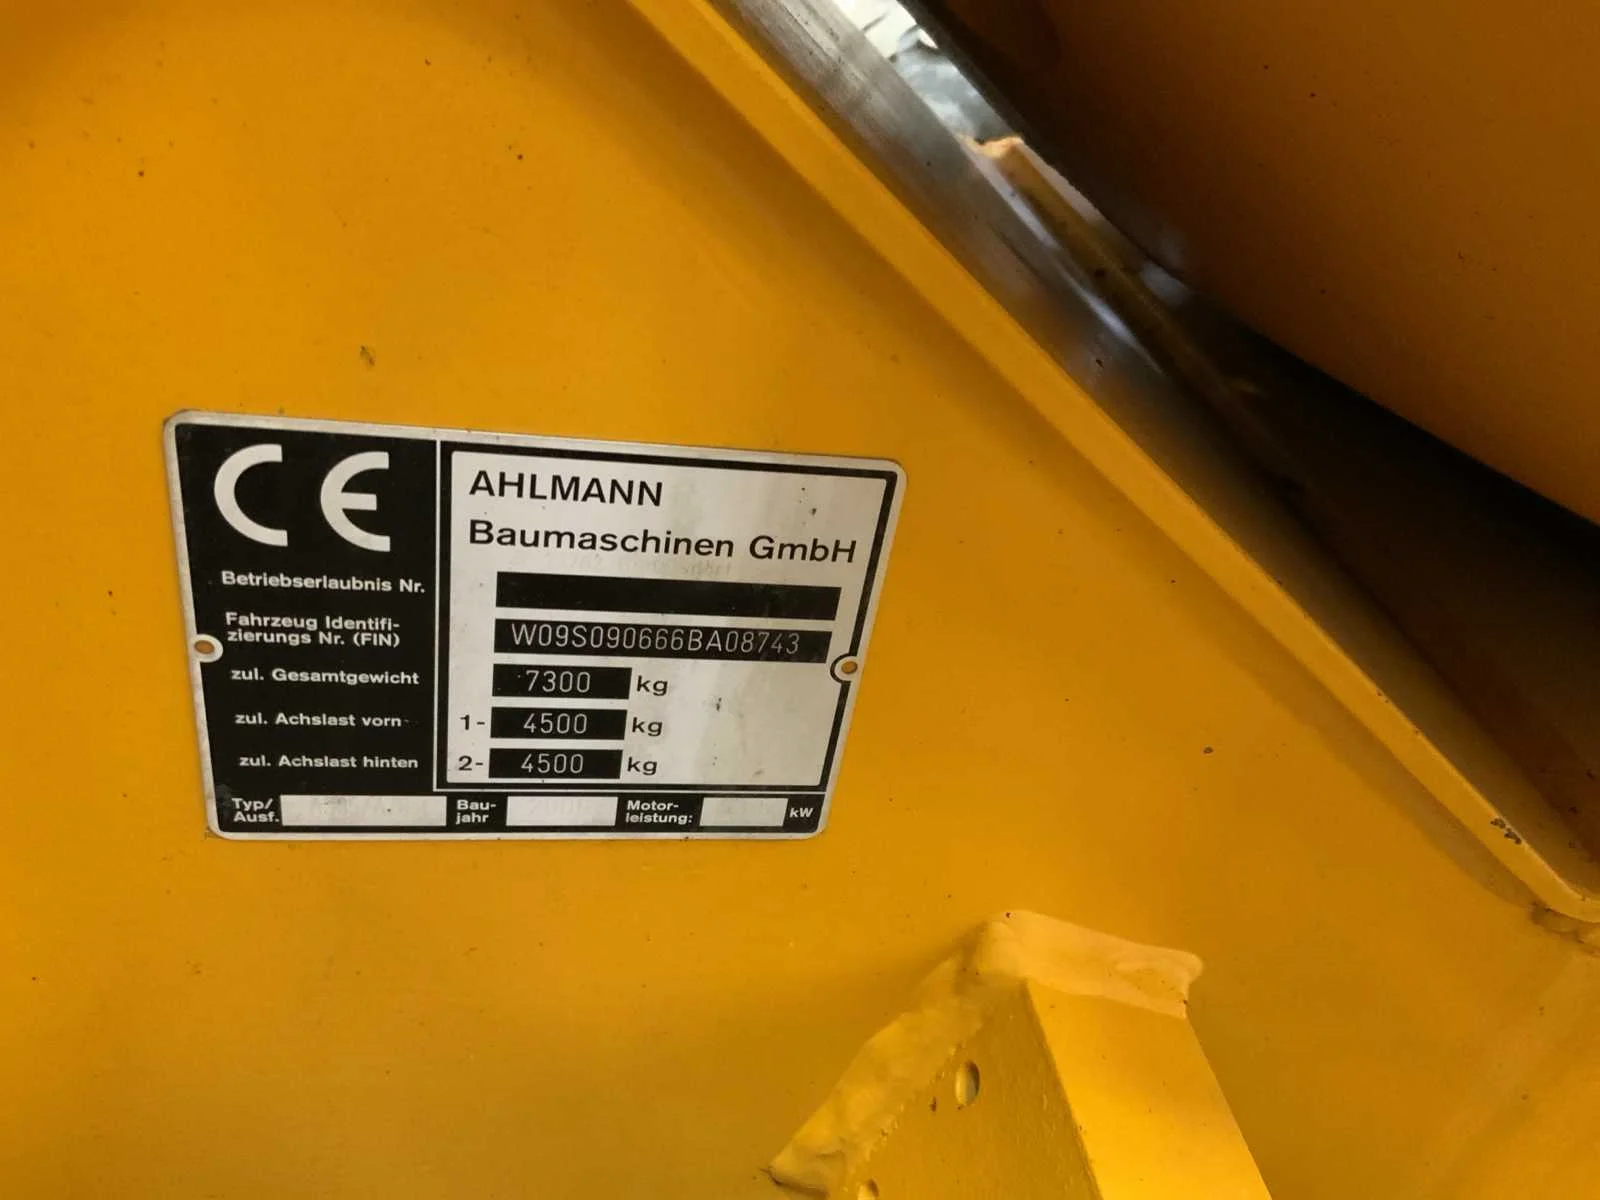 CE
AHLMANN
Baumaschinen GmbH
Betriebserlaubnis Nr.
Fahrzeug Identifi-
zierungs Nr. (FIN) W09S090666BA08743
zul. Gesamtgewicht 7300 kg
zul. Achslast vorn 1- 4500 kg
zul. Achslast hinten 2- 4500 kg
Typ/
Ausf.
Bau-
jahr
Motor-
leistung: kW